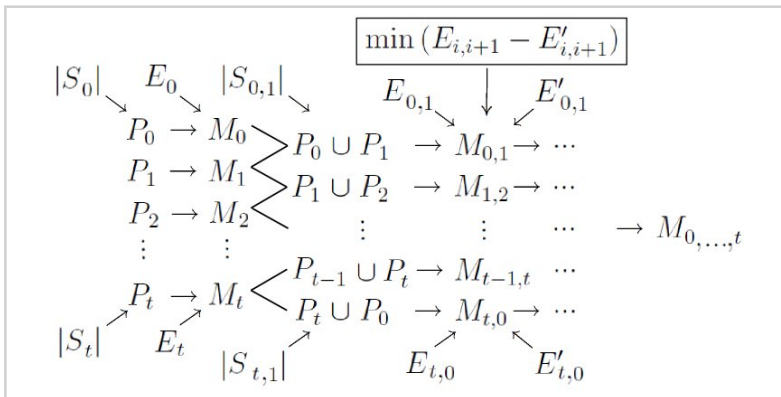 min (E_{i,i+1} − E′_{i,i+1})
|S_0| E_0 |S_{0,1}| E_{0,1} E′_{0,1}
P_0 → M_0 P_0 ∪ P_1 → M_{0,1} → ···
P_1 → M_1 P_1 ∪ P_2 → M_{1,2} → ···
P_2 → M_2 ⋮ ⋮ ··· → M_{0,...,t}
⋮ ⋮ P_{t−1} ∪ P_t → M_{t−1,t} ···
P_t → M_t P_t ∪ P_0 → M_{t,0} → ···
|S_t| E_t |S_{t,1}| E_{t,0} E′_{t,0}